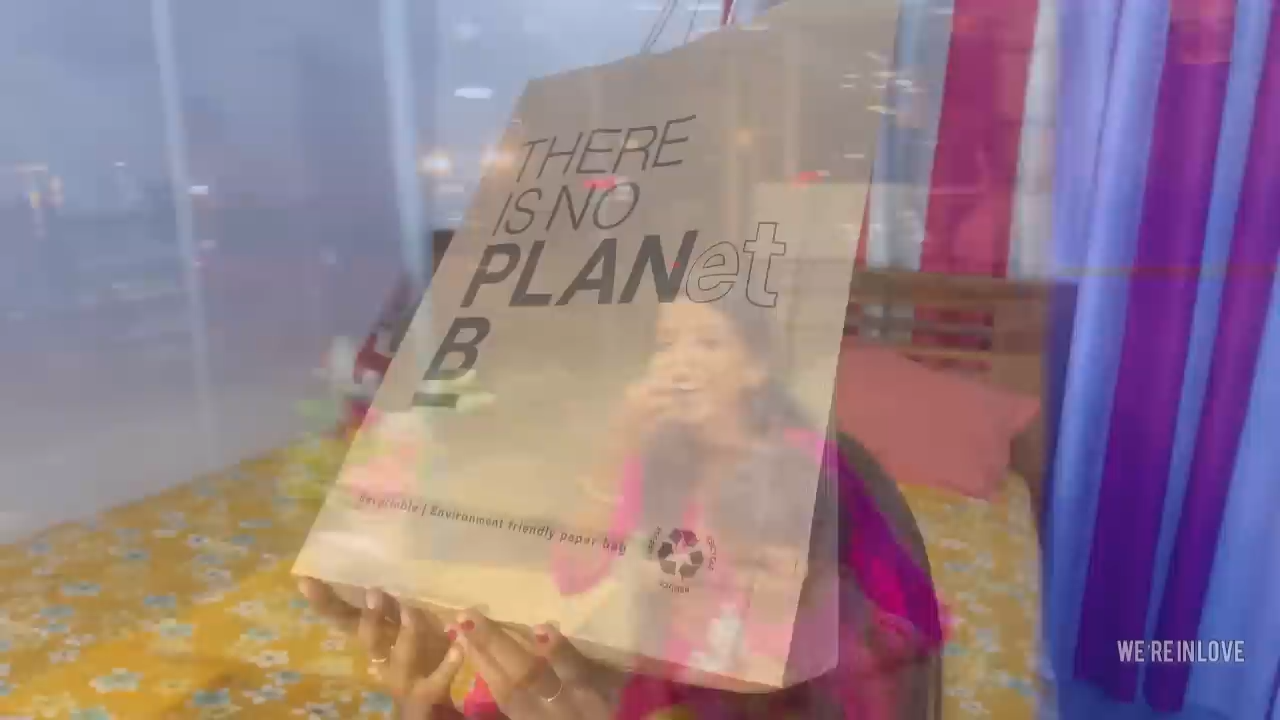 THERE
IS NO
PLANet
B
Recyclable | Environment friendly paper bag
WE'RE IN LOVE